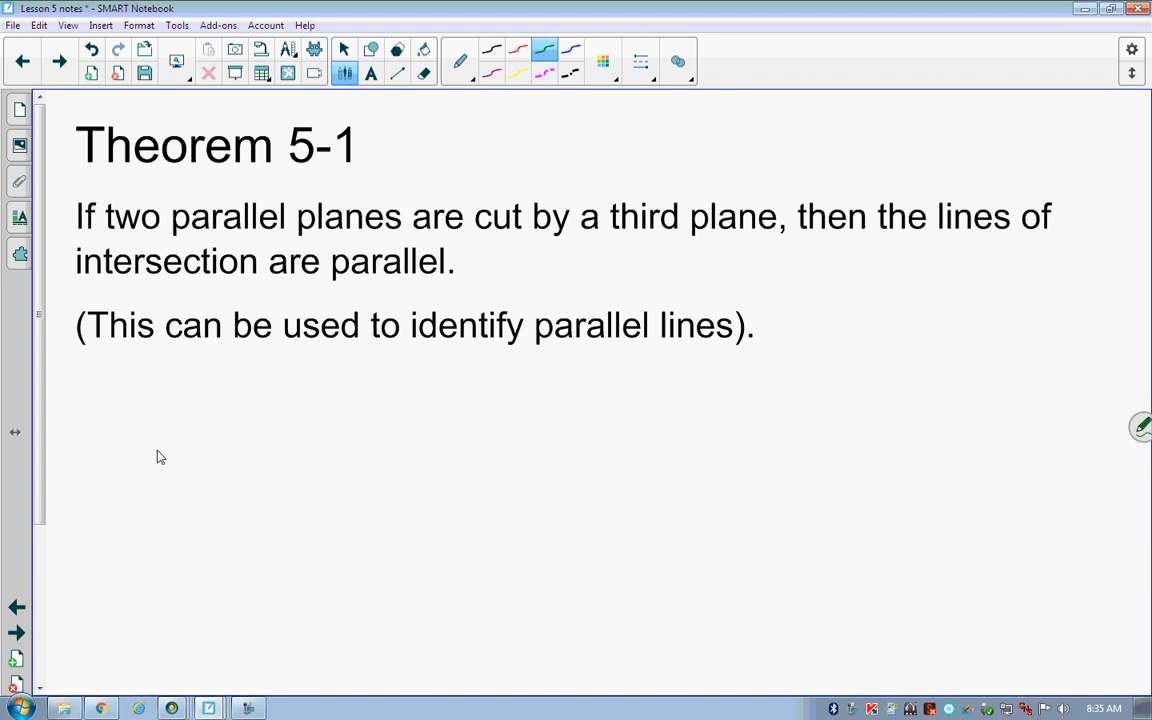 Lesson 5 notes * - SMART Notebook
File Edit View Insert Format Tools Add-ons Account Help
Theorem 5-1
If two parallel planes are cut by a third plane, then the lines of
intersection are parallel.
(This can be used to identify parallel lines).
8:35 AM